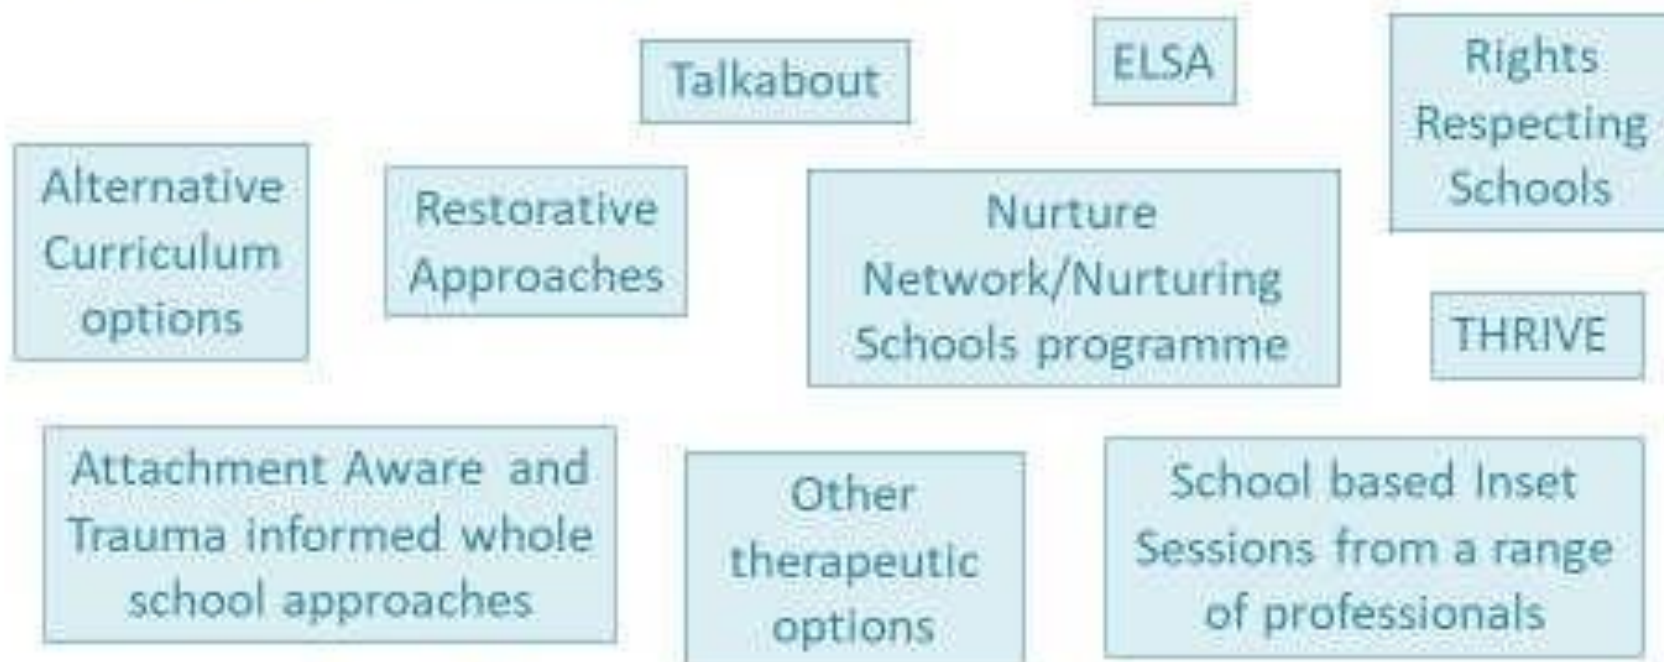 Talkabout
ELSA
Rights
Respecting
Schools
Alternative
Curriculum
options
Restorative
Approaches
Nurture
Network/Nurturing
Schools programme
THRIVE
Attachment Aware and
Trauma informed whole
school approaches
Other
therapeutic
options
School based Inset
Sessions from a range
of professionals